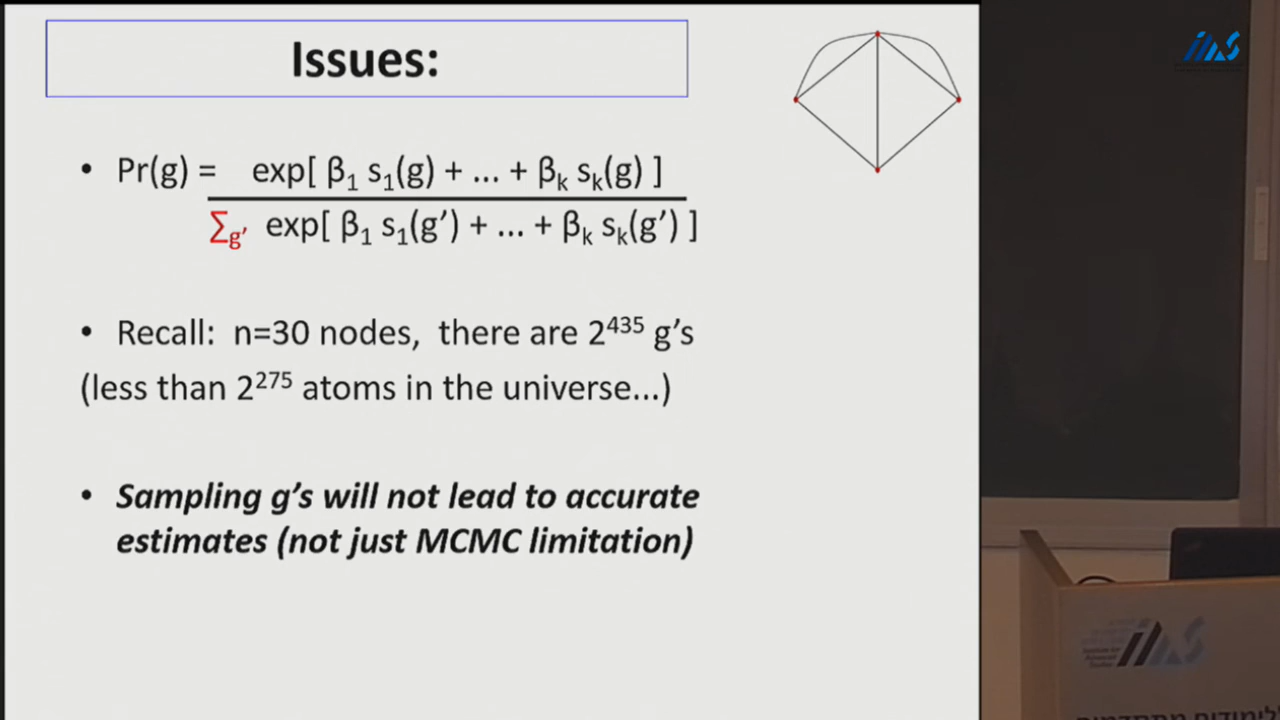 Issues:
• Pr(g) = exp[ β₁ s₁(g) + ... + βₖ sₖ(g) ]
∑g' exp[ β₁ s₁(g') + ... + βₖ sₖ(g') ]
• Recall: n=30 nodes, there are 2⁴³⁵ g's
(less than 2²⁷⁵ atoms in the universe...)
• Sampling g's will not lead to accurate
estimates (not just MCMC limitation)
IIAS